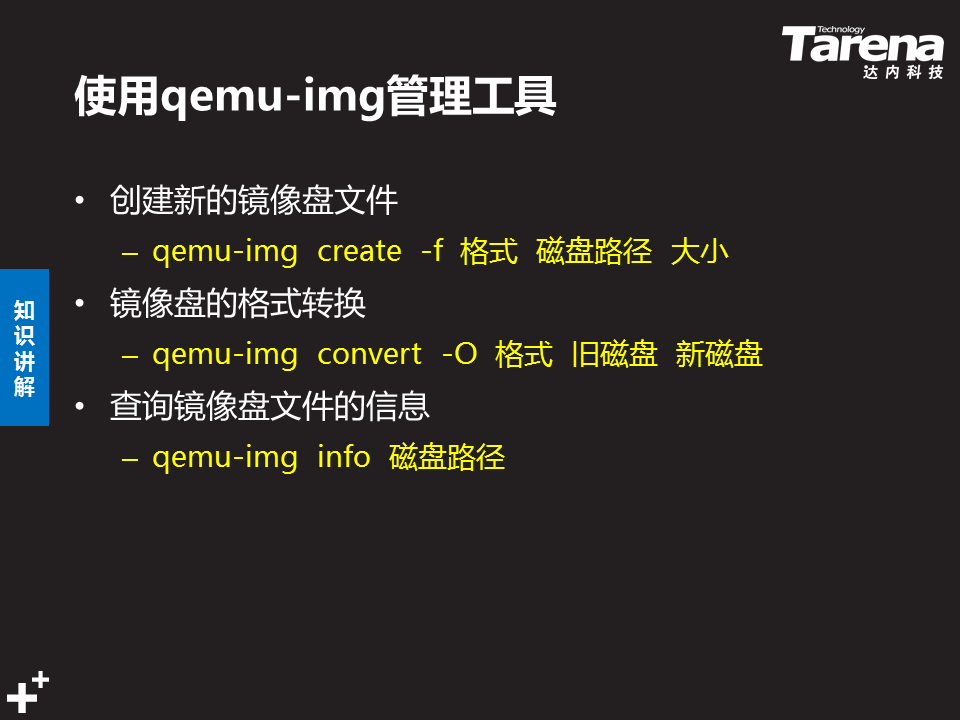 Technology
Tarena
达内科技
使用qemu-img管理工具
• 创建新的镜像盘文件
– qemu-img create -f 格式 磁盘路径 大小
• 镜像盘的格式转换
– qemu-img convert -O 格式 旧磁盘 新磁盘
• 查询镜像盘文件的信息
– qemu-img info 磁盘路径
知
识
讲
解